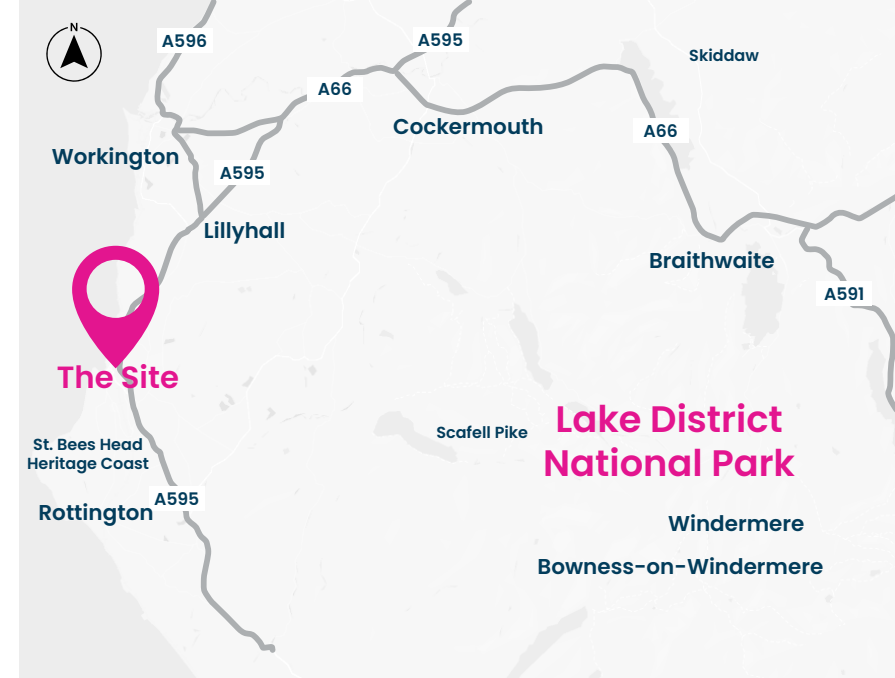 N
A596
A595
Skiddaw
A66
Cockermouth
A66
Workington
A595
Lillyhall
Braithwaite
A591
The Site
Lake District
National Park
Scafell Pike
St. Bees Head
Heritage Coast
A595
Rottington
Windermere
Bowness-on-Windermere